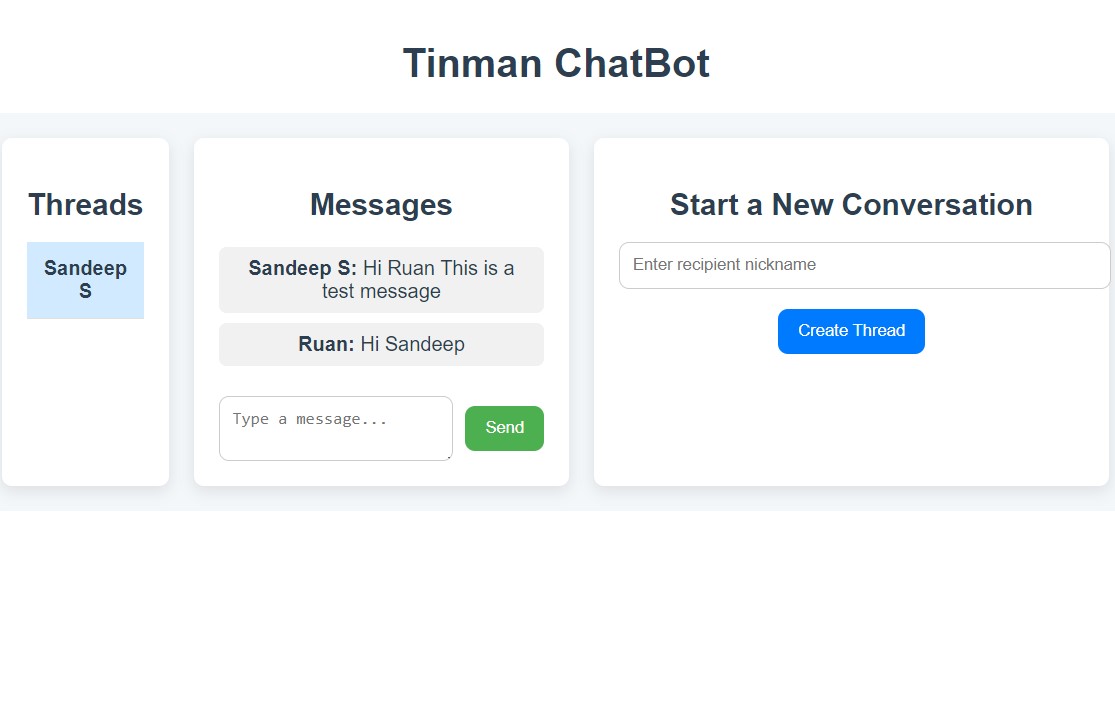 Tinman ChatBot
Threads
Sandeep
S
Messages
Sandeep S: Hi Ruan This is a
test message
Ruan: Hi Sandeep
Type a message...
Send
Start a New Conversation
Enter recipient nickname
Create Thread